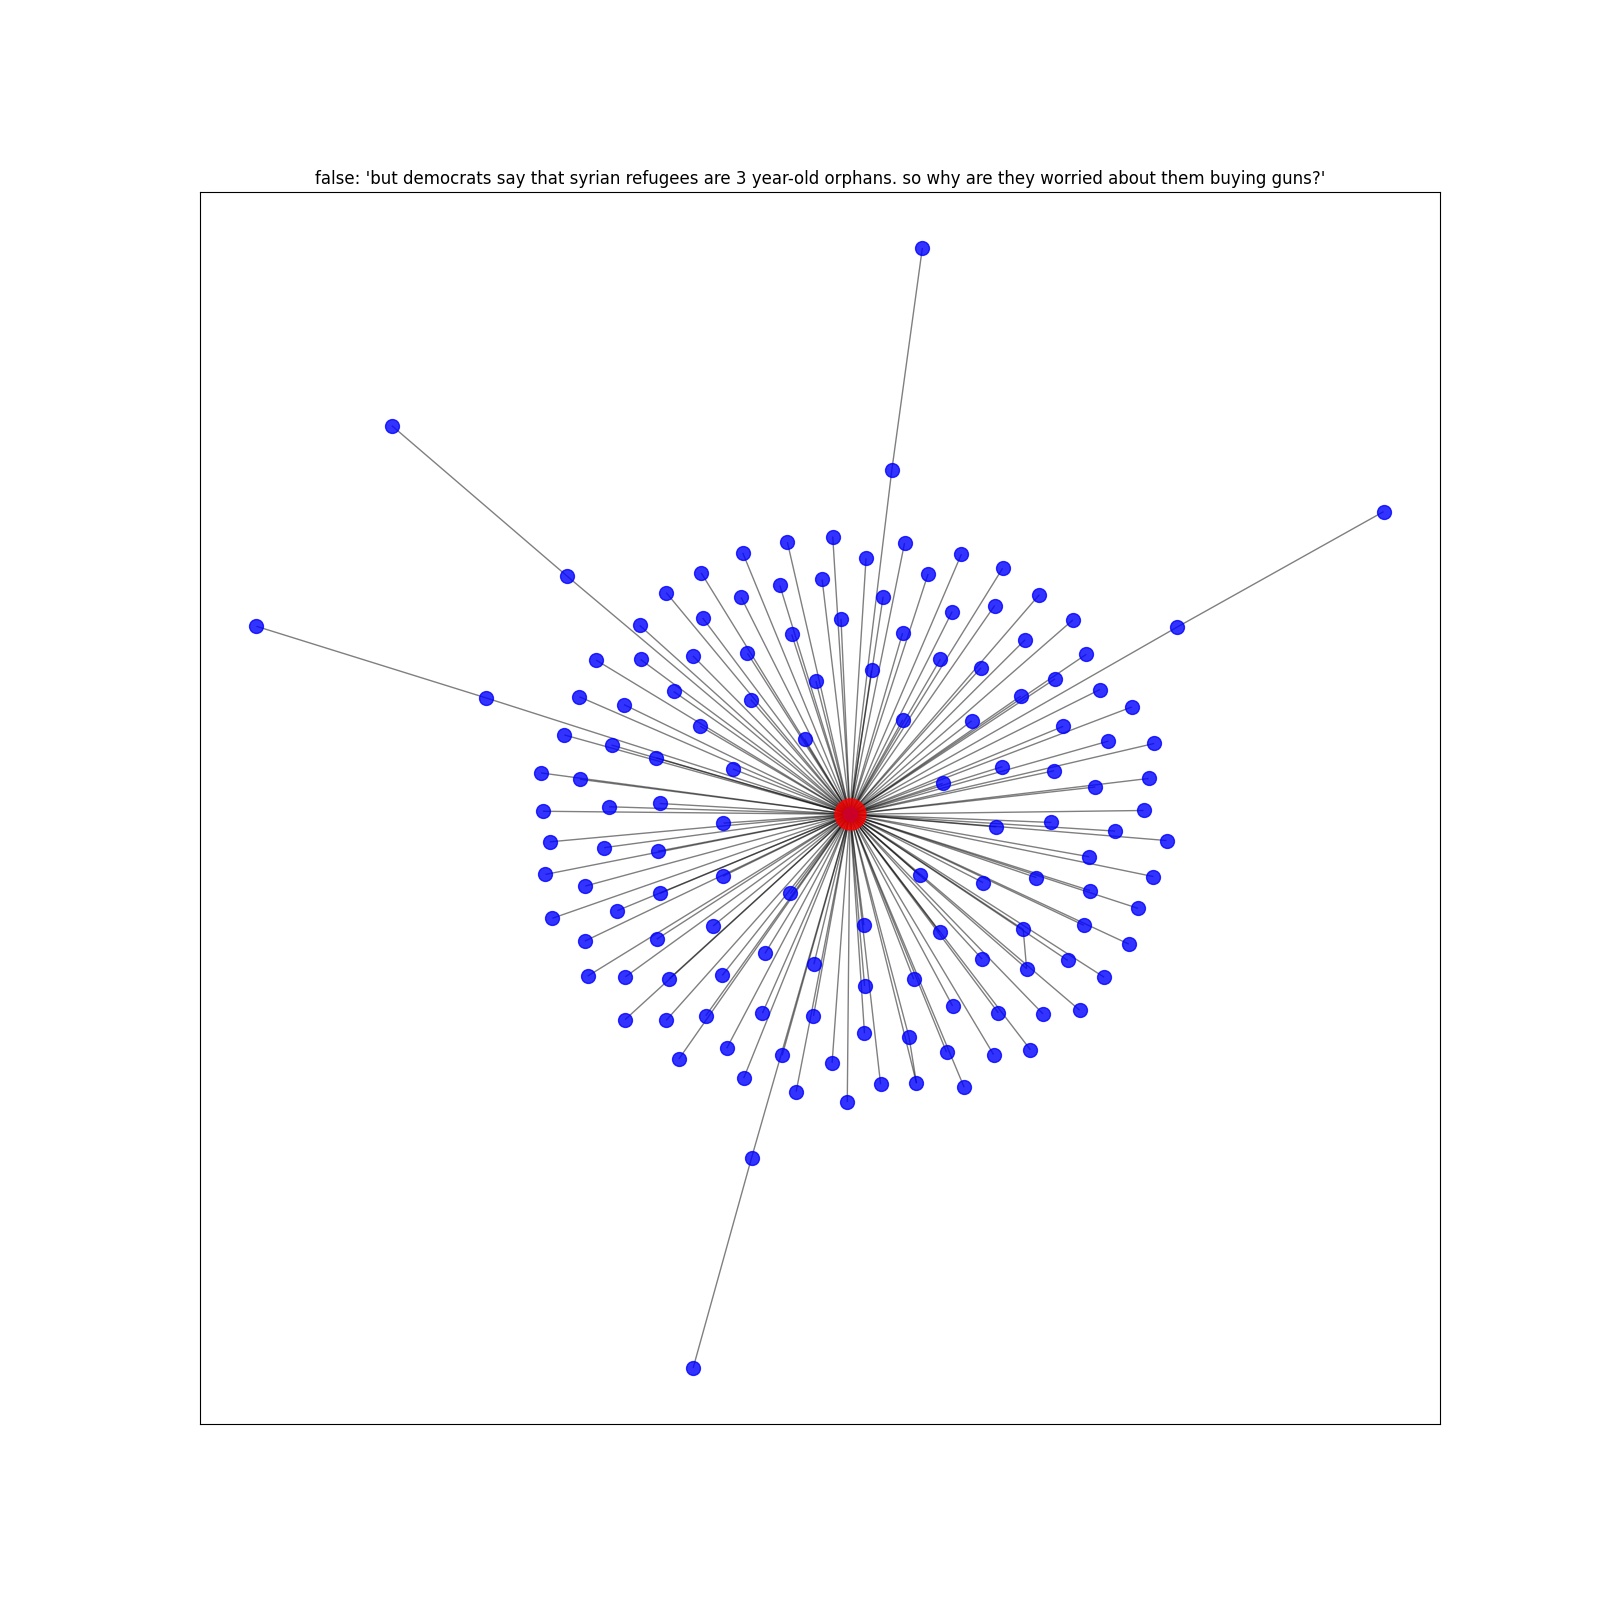 false: 'but democrats say that syrian refugees are 3 year-old orphans. so why are they worried about them buying guns?'